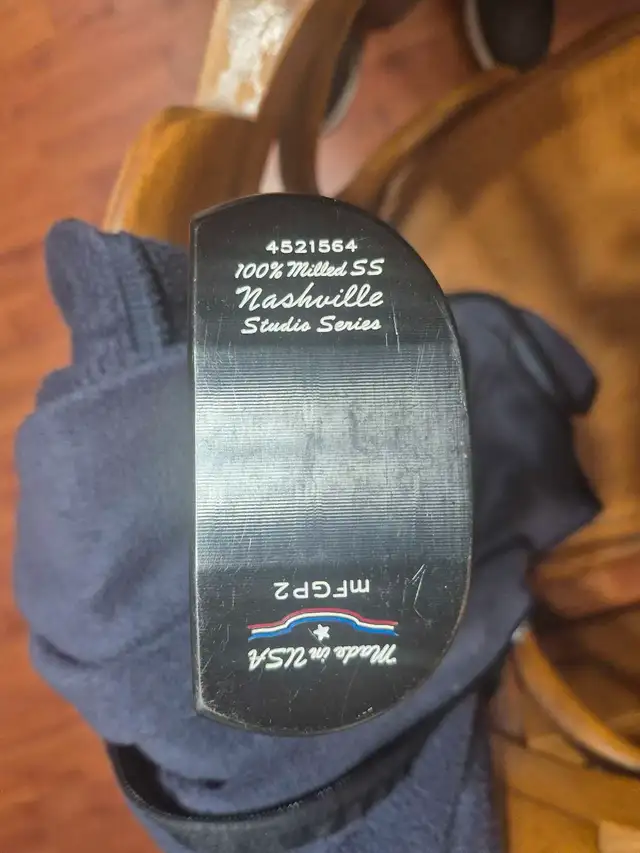 4521564
100% Milled SS
Nashville
Studio Series
mFGP2
Made in USA